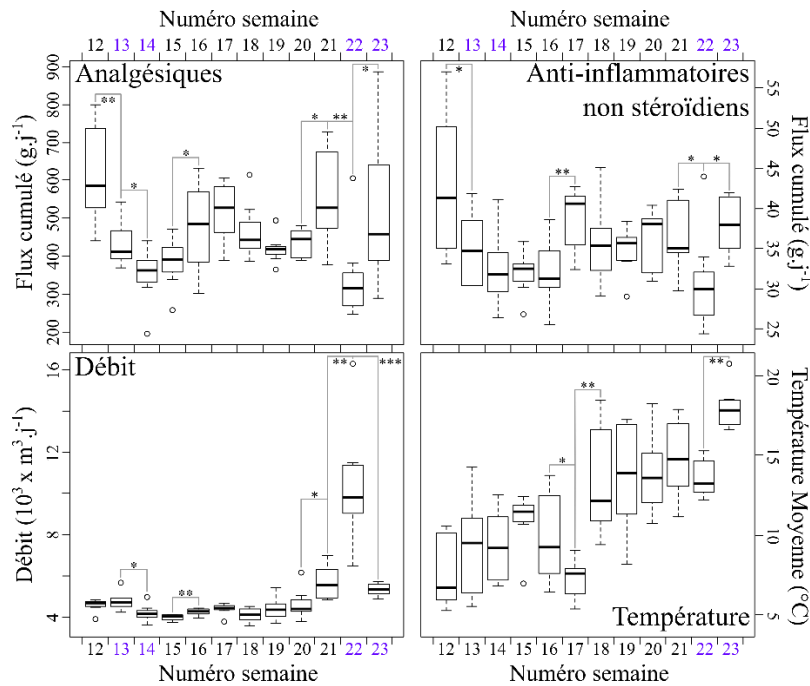 Numéro semaine
Numéro semaine
12 13 14 15 16 17 18 19 20 21 22 23
12 13 14 15 16 17 18 19 20 21 22 23
Analgésiques
Anti-inflammatoires
non stéroïdiens
Flux cumulé (g.j⁻¹)
900
800
700
600
500
400
300
200
** * * * ** *
Flux cumulé (g.j⁻¹)
55
50
45
40
35
30
25
* ** * *
Débit
Débit (10³ x m³.j⁻¹)
16
12
8
4
* ** * ** ***
Température Moyenne (°C)
20
15
10
5
* ** **
Température
12 13 14 15 16 17 18 19 20 21 22 23
12 13 14 15 16 17 18 19 20 21 22 23
Numéro semaine
Numéro semaine